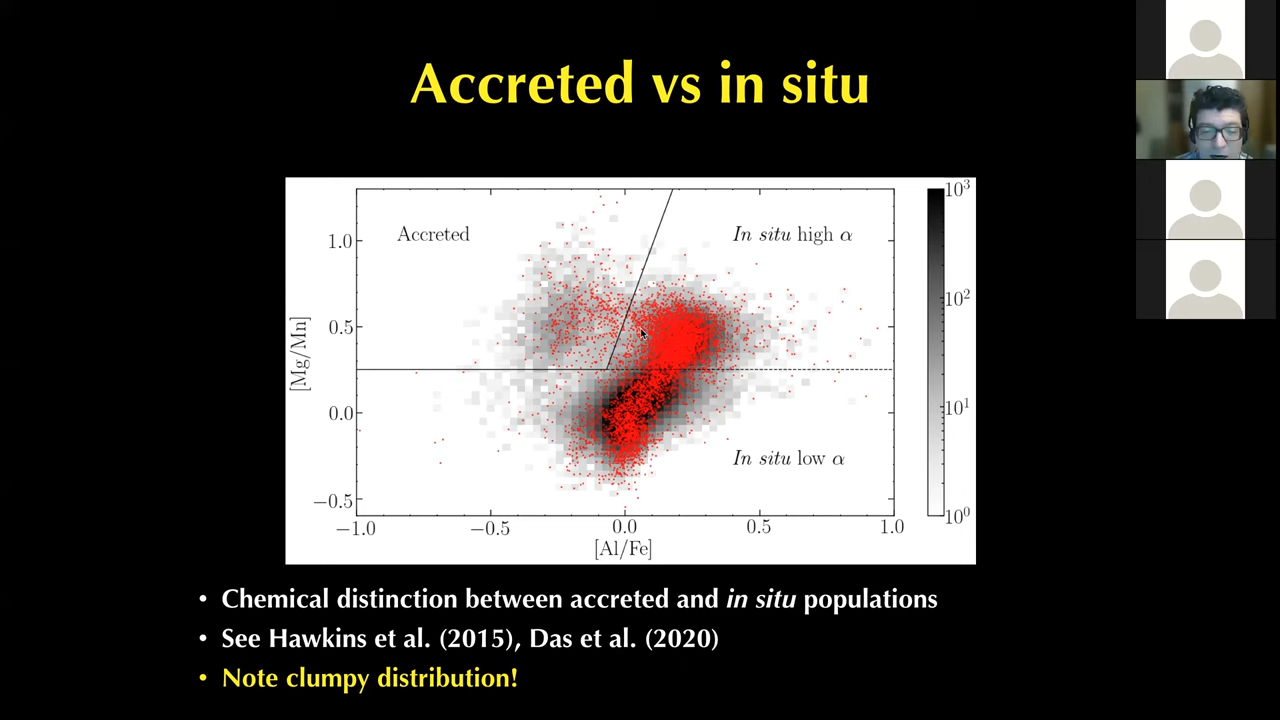 Accreted vs in situ
Accreted
In situ high α
In situ low α
[Mg/Mn]
1.0
0.5
0.0
−0.5
−1.0
−0.5
0.0
0.5
1.0
[Al/Fe]
10³
10²
10¹
10⁰
• Chemical distinction between accreted and in situ populations
• See Hawkins et al. (2015), Das et al. (2020)
• Note clumpy distribution!